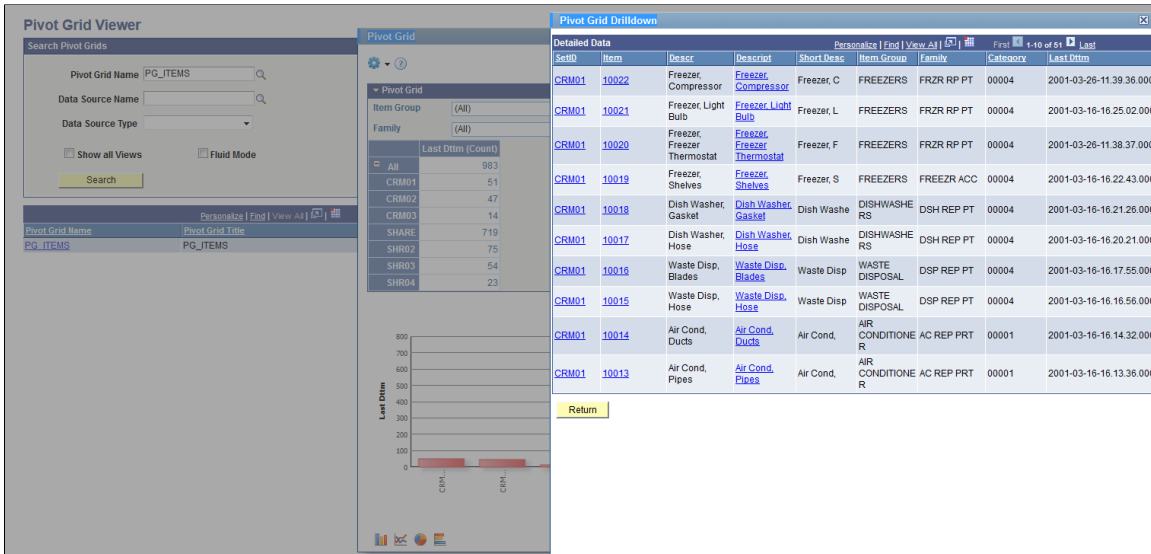 Pivot Grid Viewer
Search Pivot Grids
Pivot Grid Name PG_ITEMS
Data Source Name
Data Source Type
Show all Views Fluid Mode
Search
Personalize | Find | View All |
Pivot Grid Name Pivot Grid Title
PG_ITEMS PG_ITEMS
Pivot Grid
Pivot Grid
Item Group (All)
Family (All)
Last Dttm (Count)
All 983
CRM01 51
CRM02 47
CRM03 14
SHARE 719
SHR02 75
SHR03 54
SHR04 23
800
700
600
500
400
300
200
100
0
Last Dttm
CRM...
CRM...
Pivot Grid Drilldown
Detailed Data Personalize | Find | View All | First 1-10 of 51 Last
SetID Item Descr Descript Short Desc Item Group Family Category Last Dttm
CRM01 10022 Freezer, Compressor Freezer, Compressor Freezer, C FREEZERS FRZR RP PT 00004 2001-03-26-11.39.36.000
CRM01 10021 Freezer, Light Bulb Freezer, Light Bulb Freezer, L FREEZERS FRZR RP PT 00004 2001-03-16-16.25.02.000
CRM01 10020 Freezer, Freezer Thermostat Freezer, Freezer Thermostat Freezer, F FREEZERS FRZR RP PT 00004 2001-03-26-11.38.37.000
CRM01 10019 Freezer, Shelves Freezer, Shelves Freezer, S FREEZERS FREEZR ACC 00004 2001-03-16-16.22.43.000
CRM01 10018 Dish Washer, Gasket Dish Washer, Gasket Dish Washe DISHWASHE RS DSH REP PT 00004 2001-03-16-16.21.26.000
CRM01 10017 Dish Washer, Hose Dish Washer, Hose Dish Washe DISHWASHE RS DSH REP PT 00004 2001-03-16-16.20.21.000
CRM01 10016 Waste Disp, Blades Waste Disp, Blades Waste Disp WASTE DISPOSAL DSP REP PT 00004 2001-03-16-16.17.55.000
CRM01 10015 Waste Disp, Hose Waste Disp, Hose Waste Disp WASTE DISPOSAL DSP REP PT 00004 2001-03-16-16.16.56.000
CRM01 10014 Air Cond, Ducts Air Cond, Ducts Air Cond, AIR CONDITIONE R AC REP PRT 00001 2001-03-16-16.14.32.000
CRM01 10013 Air Cond, Pipes Air Cond, Pipes Air Cond, AIR CONDITIONE R AC REP PRT 00001 2001-03-16-16.13.36.000
Return